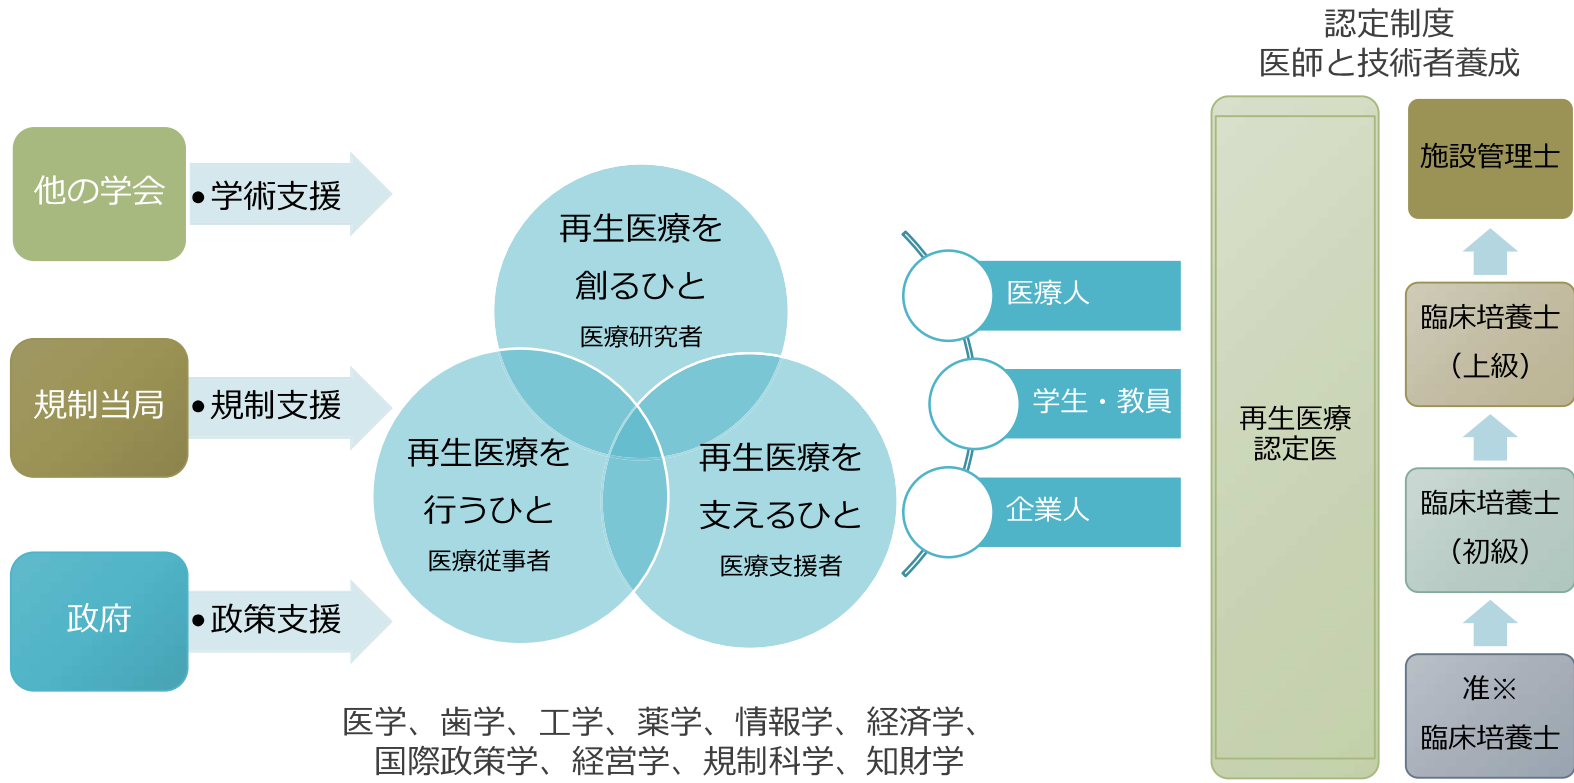 認定制度
医師と技術者養成
他の学会
•学術支援
規制当局
•規制支援
政府
•政策支援
再生医療を
創るひと
医療研究者
再生医療を
行うひと
医療従事者
再生医療を
支えるひと
医療支援者
医療人
学生・教員
企業人
再生医療
認定医
施設管理士
臨床培養士
（上級）
臨床培養士
（初級）
准※
臨床培養士
医学、歯学、工学、薬学、情報学、経済学、
国際政策学、経営学、規制科学、知財学